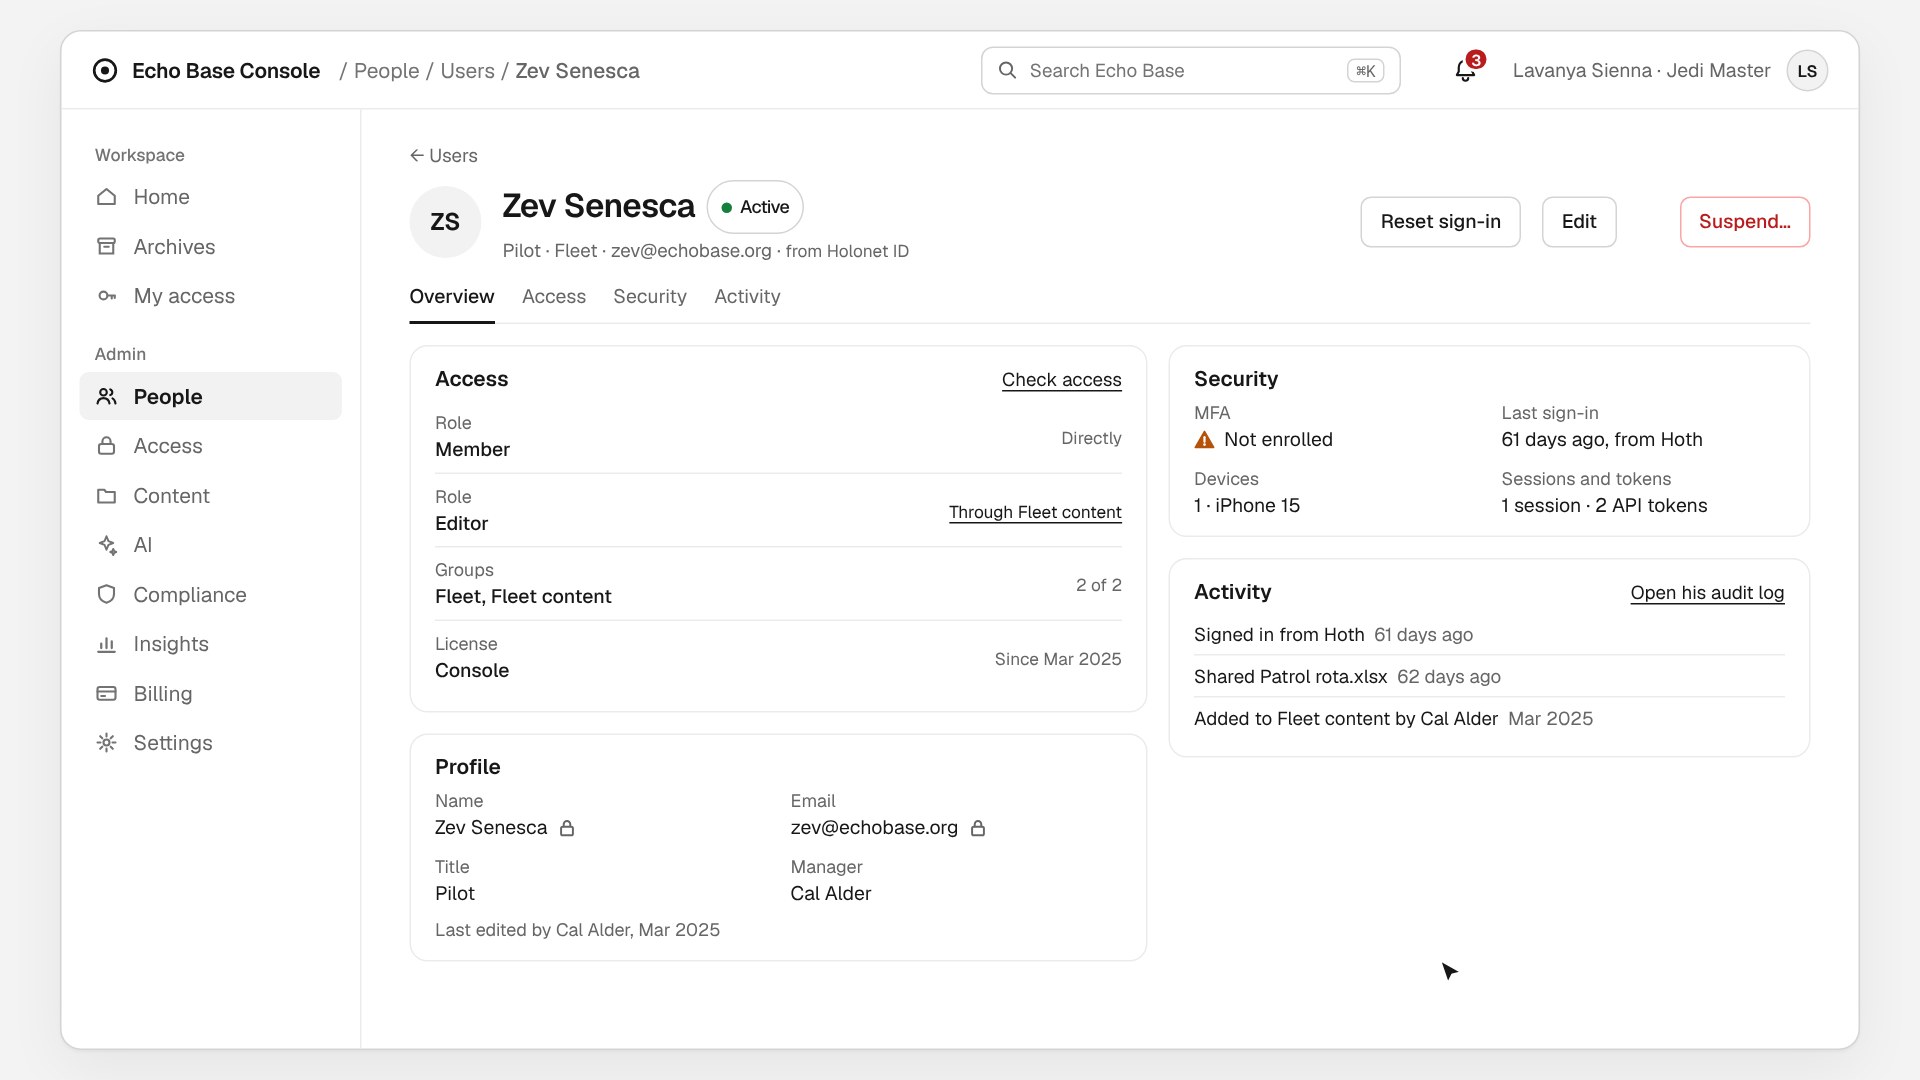 Echo Base Console / People / Users / Zev Senesca
Search Echo Base ⌘K
3
Lavanya Sienna · Jedi Master LS
Workspace
Home
Archives
My access
Admin
People
Access
Content
AI
Compliance
Insights
Billing
Settings
← Users
ZS
Zev Senesca Active
Pilot · Fleet · zev@echobase.org · from Holonet ID
Reset sign-in Edit Suspend...
Overview Access Security Activity
Access Check access
Role
Member Directly
Role
Editor Through Fleet content
Groups
Fleet, Fleet content 2 of 2
License
Console Since Mar 2025
Profile
Name
Zev Senesca
Email
zev@echobase.org
Title
Pilot
Manager
Cal Alder
Last edited by Cal Alder, Mar 2025
Security
MFA
Not enrolled
Last sign-in
61 days ago, from Hoth
Devices
1 · iPhone 15
Sessions and tokens
1 session · 2 API tokens
Activity Open his audit log
Signed in from Hoth 61 days ago
Shared Patrol rota.xlsx 62 days ago
Added to Fleet content by Cal Alder Mar 2025